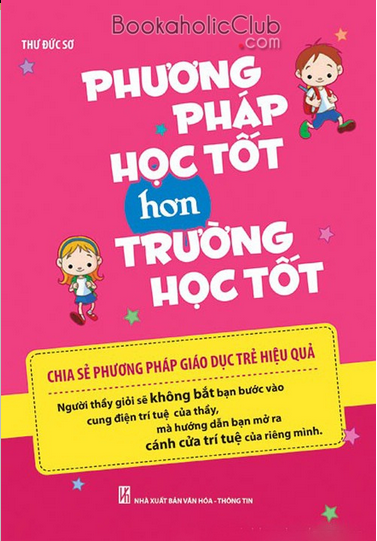 BookaholicClub
.com
THƯ ĐỨC SƠ
PHƯƠNG
PHÁP
HỌC TỐT
hơn
TRƯỜNG
HỌC TỐT
CHIA SẺ PHƯƠNG PHÁP GIÁO DỤC TRẺ HIỆU QUẢ
Người thầy giỏi sẽ không bắt bạn bước vào
cung điện trí tuệ của thầy,
mà hướng dẫn bạn mở ra
cánh cửa trí tuệ của riêng mình.
NHÀ XUẤT BẢN VĂN HÓA - THÔNG TIN